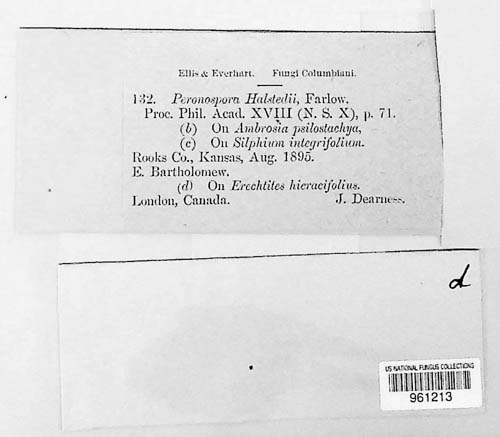 Ellis & Everhart. Fungi Columbiani.
132. Peronospora Halstedii, Farlow.
Proc. Phil. Acad. XVIII (N. S. X), p. 71.
(b) On Ambrosia psilostachya,
(c) On Silphium integrifolium.
Rooks Co., Kansas, Aug. 1895.
E. Bartholomew.
(d) On Erechtites hieracifolius.
London, Canada. J. Dearness.
d
US NATIONAL FUNGUS COLLECTIONS
961213